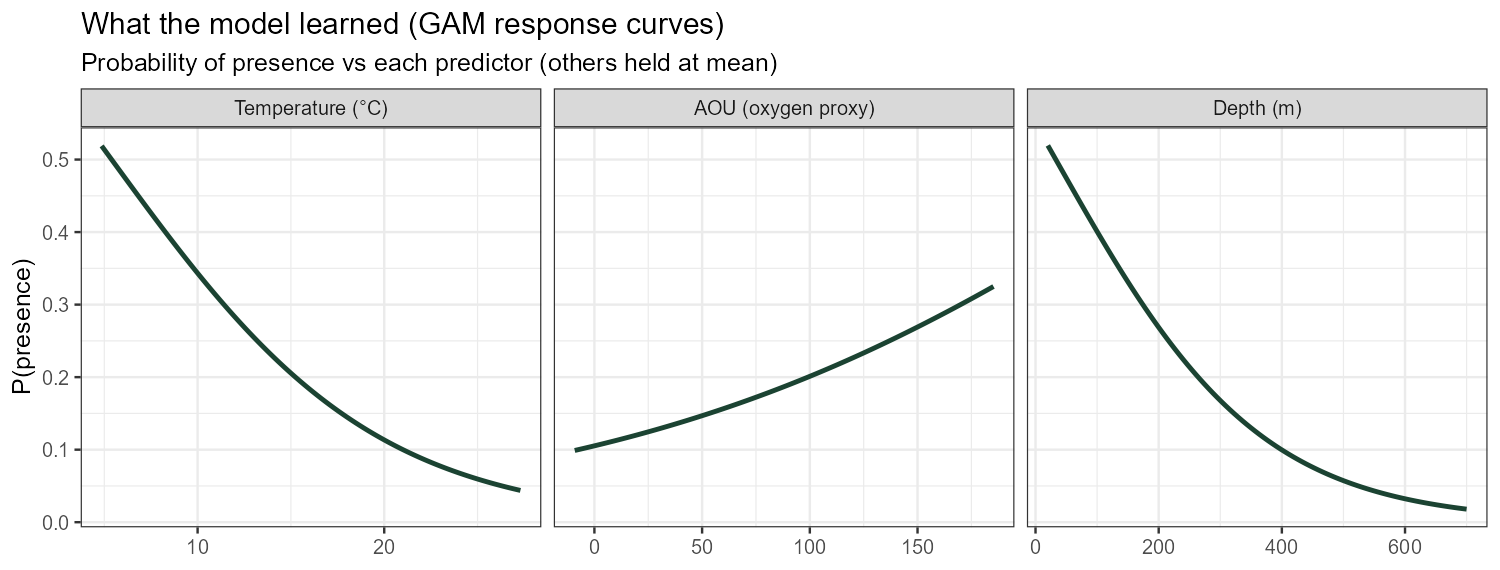 What the model learned (GAM response curves)
Probability of presence vs each predictor (others held at mean)
Temperature (°C)
AOU (oxygen proxy)
Depth (m)
P(presence)
0.5
0.4
0.3
0.2
0.1
0.0
10 20
0 50 100 150
0 200 400 600